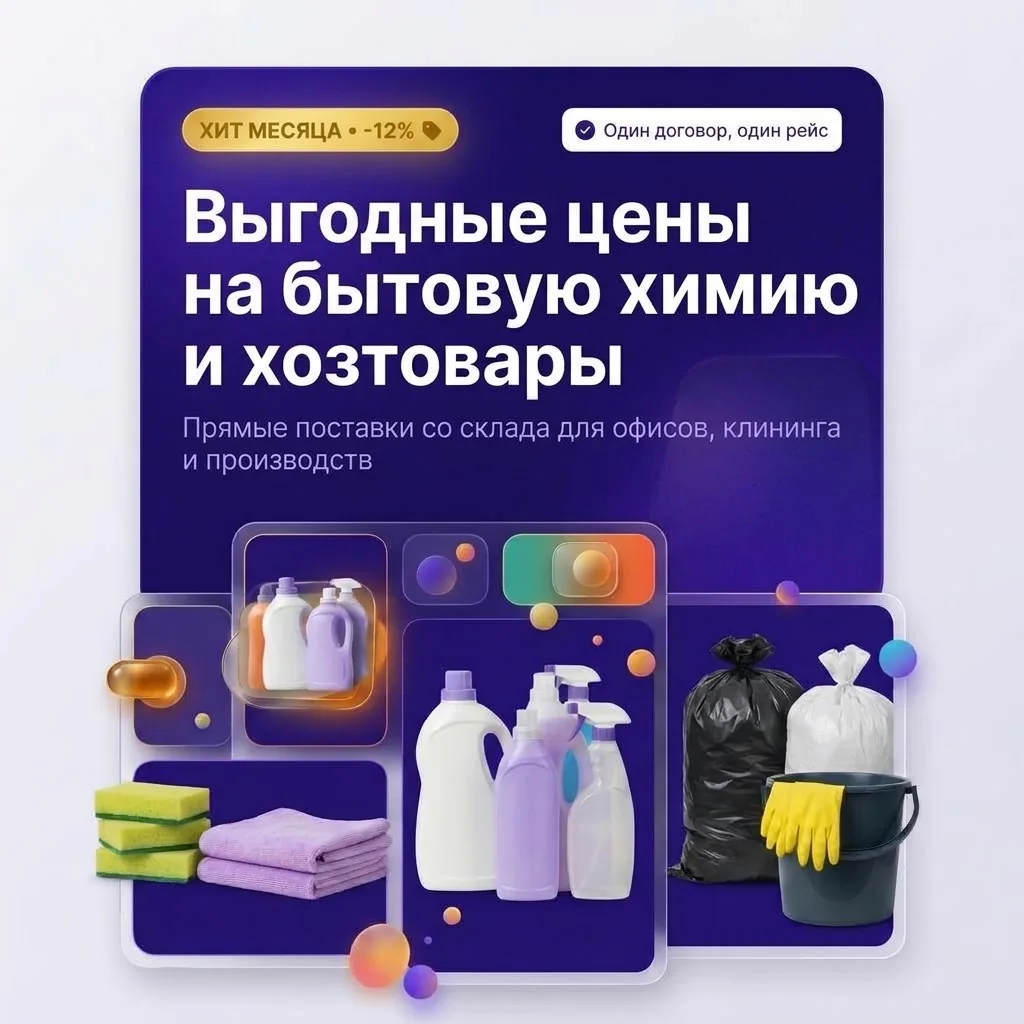 ХИТ МЕСЯЦА • -12%
Один договор, один рейс
Выгодные цены
на бытовую химию
и хозтовары
Прямые поставки со склада для офисов, клининга
и производств